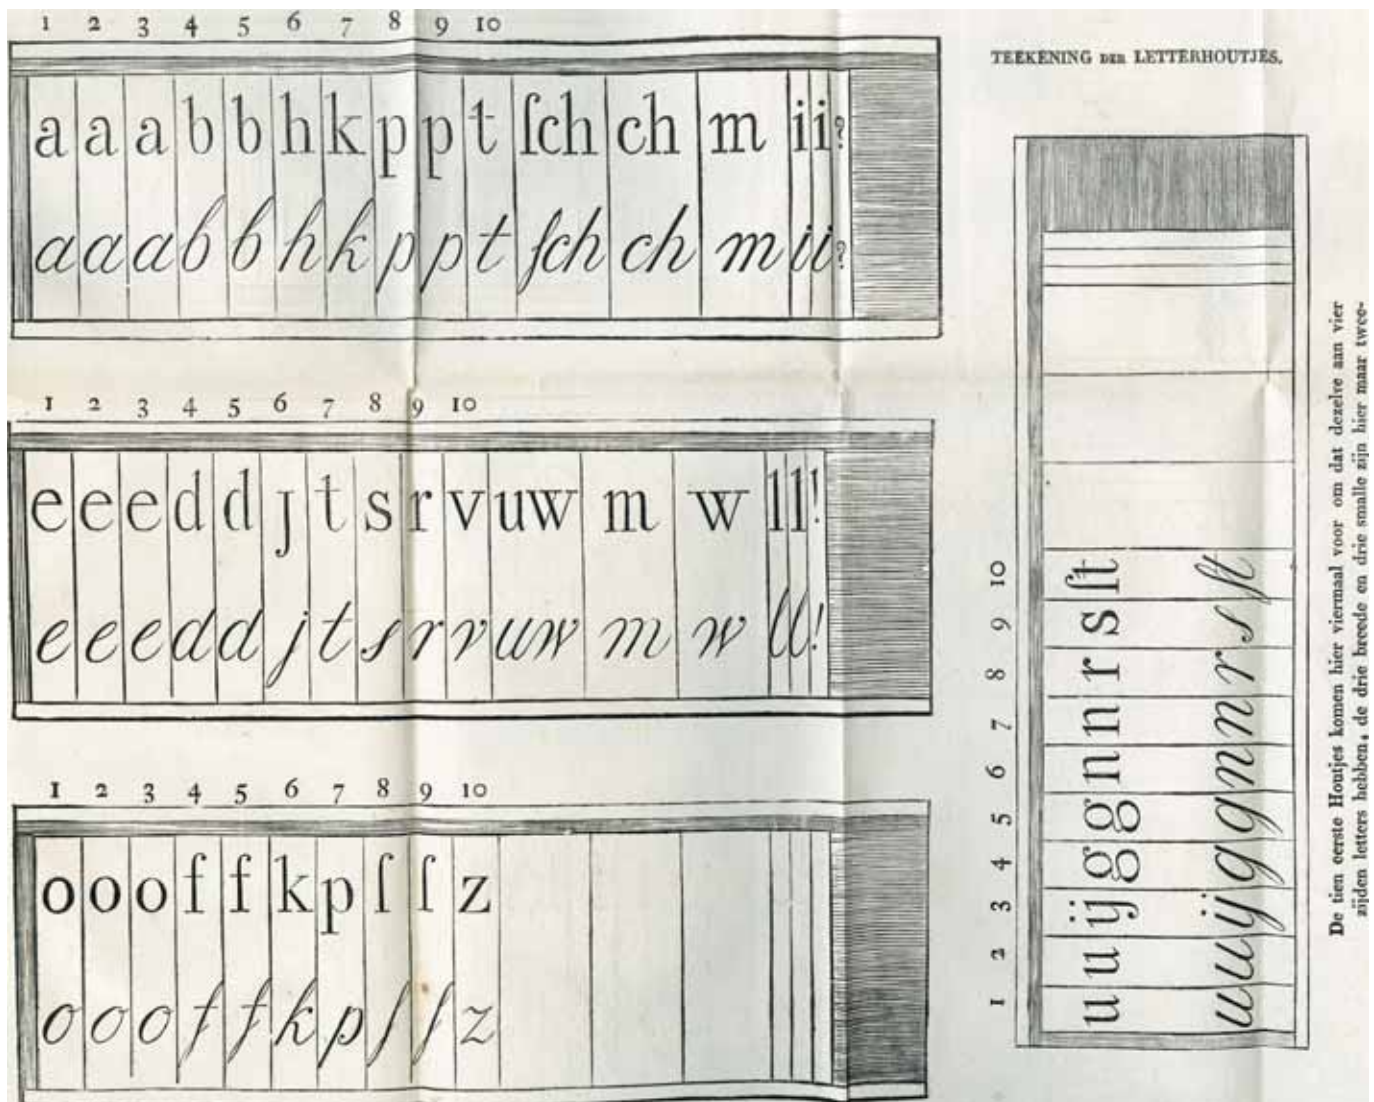 1 2 3 4 5 6 7 8 9 10
a a a b b h k p p t ſch ch m i i ?
a a a b b h k p p t ſch ch m i i ?
1 2 3 4 5 6 7 8 9 10
e e e d d j t s r v uw m w l l !
e e e d d j t s r v uw m w l l !
1 2 3 4 5 6 7 8 9 10
o o o f f k p ſ ſ z
o o o f f k p ſ ſ z
TEEKENING DER LETTERHOUTJES.
1 2 3 4 5 6 7 8 9 10
u u ij g g n n r s ſt
u u ij g g n n r s ſt
De tien eerste Houtjes komen hier viermaal voor om dat dezelve aan vier
zijden letters hebben, de drie breede en drie smalle zijn hier maar twee-